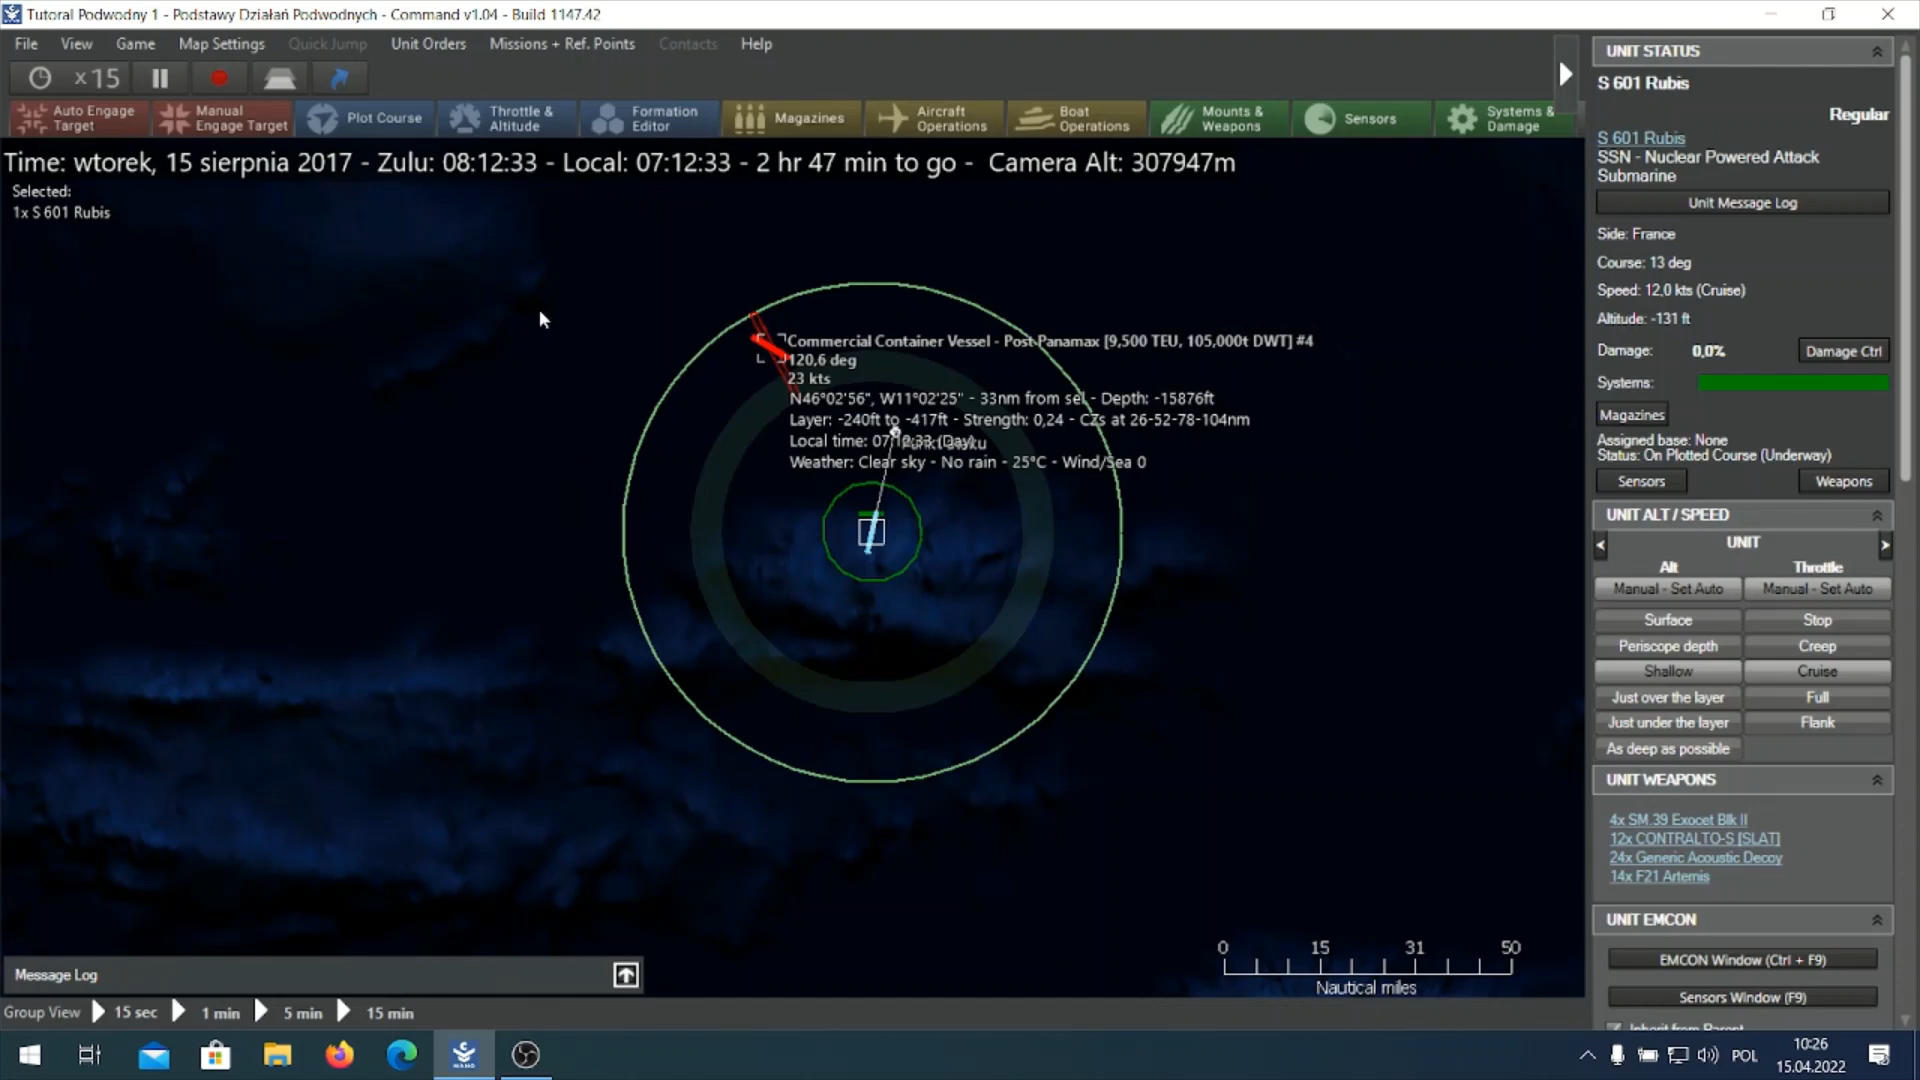 Tutoral Podwodny 1 - Podstawy Działań Podwodnych - Command v1.04 - Build 1147.42
File View Game Map Settings Quick Jump Unit Orders Missions + Ref. Points Contacts Help
x 15
Auto Engage Target
Manual Engage Target
Plot Course
Throttle & Altitude
Formation Editor
Magazines
Aircraft Operations
Boat Operations
Mounts & Weapons
Sensors
Systems & Damage
Time: wtorek, 15 sierpnia 2017 - Zulu: 08:12:33 - Local: 07:12:33 - 2 hr 47 min to go - Camera Alt: 307947m
Selected:
1x S 601 Rubis
Commercial Container Vessel - Post-Panamax [9,500 TEU, 105,000t DWT] #4
120,6 deg
23 kts
N46°02'56", W11°02'25" - 33nm from sel - Depth: -15876ft
Layer: -240ft to -417ft - Strength: 0,24 - CZs at 26-52-78-104nm
Local time: 07:12:33 (Day)
Weather: Clear sky - No rain - 25°C - Wind/Sea 0
0 15 31 50
Nautical miles
Message Log
Group View 15 sec 1 min 5 min 15 min
UNIT STATUS
S 601 Rubis
Regular
S 601 Rubis
SSN - Nuclear Powered Attack
Submarine
Unit Message Log
Side: France
Course: 13 deg
Speed: 12,0 kts (Cruise)
Altitude: -131 ft
Damage: 0,0% Damage Ctrl
Systems:
Magazines
Assigned base: None
Status: On Plotted Course (Underway)
Sensors Weapons
UNIT ALT / SPEED
UNIT
Alt Throttle
Manual - Set Auto Manual - Set Auto
Surface Stop
Periscope depth Creep
Shallow Cruise
Just over the layer Full
Just under the layer Flank
As deep as possible
UNIT WEAPONS
4x SM.39 Exocet Blk II
12x CONTRALTO-S [SLAT]
24x Generic Acoustic Decoy
14x F21 Artemis
UNIT EMCON
EMCON Window (Ctrl + F9)
Sensors Window (F9)
Inherit from Parent
POL
10:26
15.04.2022